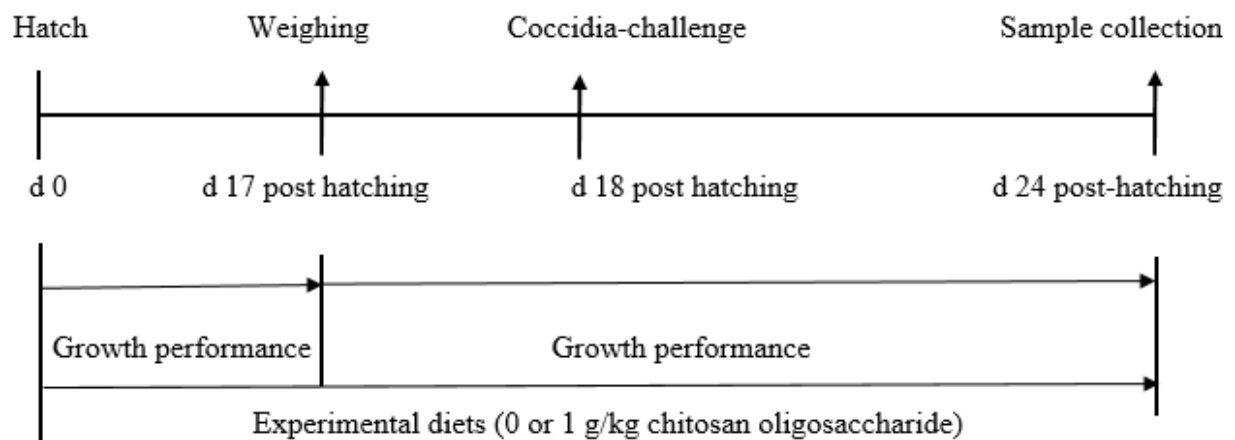 Hatch Weighing Coccidia-challenge Sample collection
d 0 d 17 post hatching d 18 post hatching d 24 post-hatching
Growth performance Growth performance
Experimental diets (0 or 1 g/kg chitosan oligosaccharide)